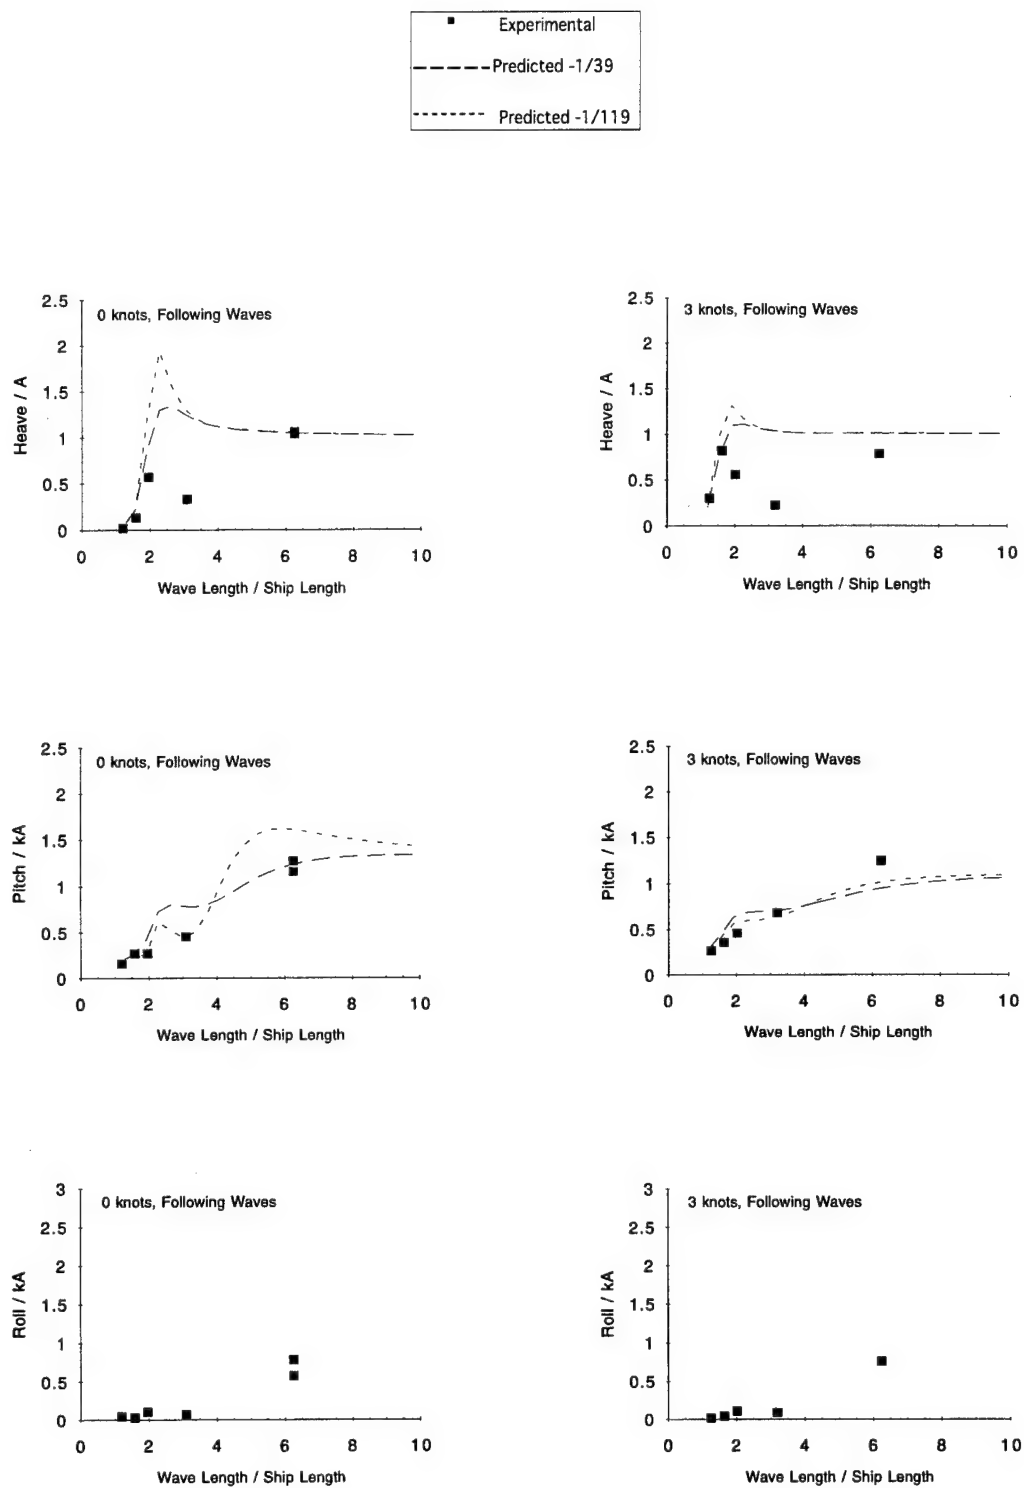 Experimental
Predicted -1/39
Predicted -1/119
2.5
2
1.5
1
0.5
0
0 knots, Following Waves
Heave / A
0 2 4 6 8 10
Wave Length / Ship Length
2.5
2
1.5
1
0.5
0
3 knots, Following Waves
Heave / A
0 2 4 6 8 10
Wave Length / Ship Length
2.5
2
1.5
1
0.5
0
0 knots, Following Waves
Pitch / kA
0 2 4 6 8 10
Wave Length / Ship Length
2.5
2
1.5
1
0.5
0
3 knots, Following Waves
Pitch / kA
0 2 4 6 8 10
Wave Length / Ship Length
3
2.5
2
1.5
1
0.5
0
0 knots, Following Waves
Roll / kA
0 2 4 6 8 10
Wave Length / Ship Length
3
2.5
2
1.5
1
0.5
0
3 knots, Following Waves
Roll / kA
0 2 4 6 8 10
Wave Length / Ship Length